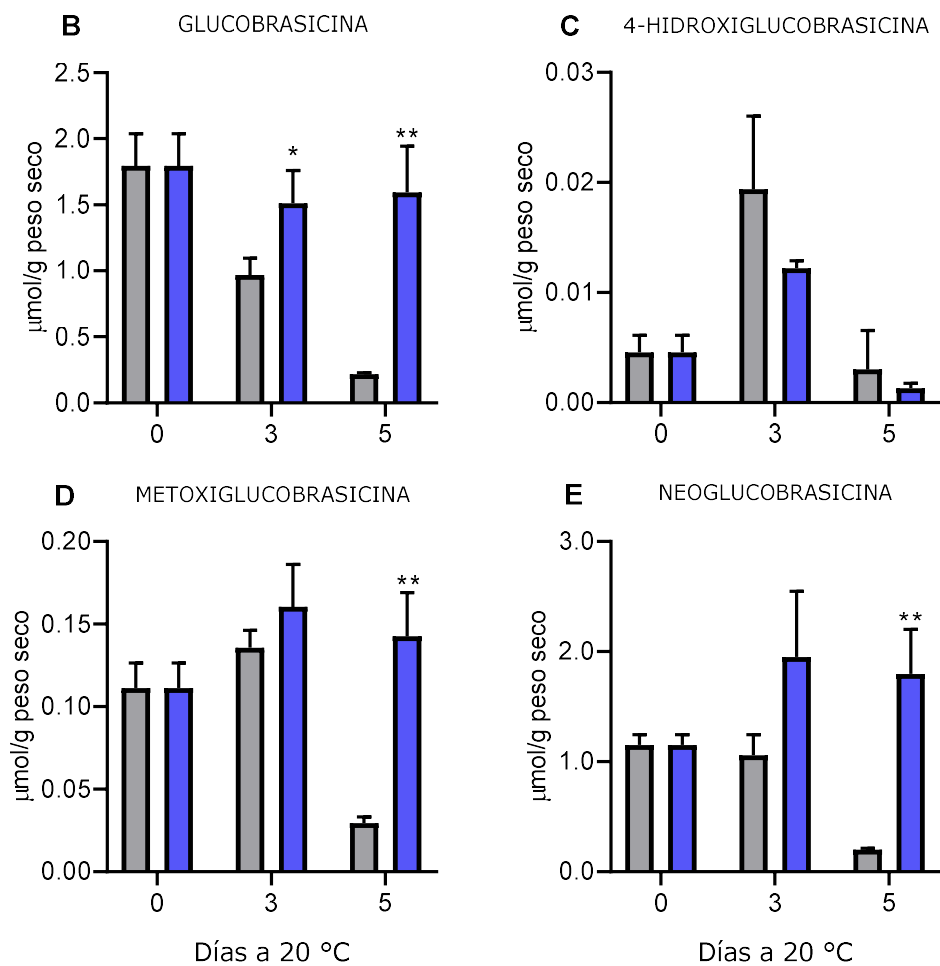 B GLUCOBRASICINA
µmol/g peso seco
2.5
2.0
1.5
1.0
0.5
0.0
* **
0 3 5
C 4-HIDROXIGLUCOBRASICINA
µmol/g peso seco
0.03
0.02
0.01
0.00
0 3 5
D METOXIGLUCOBRASICINA
µmol/g peso seco
0.20
0.15
0.10
0.05
0.00
**
0 3 5
Días a 20 °C
E NEOGLUCOBRASICINA
µmol/g peso seco
3.0
2.0
1.0
0.0
**
0 3 5
Días a 20 °C